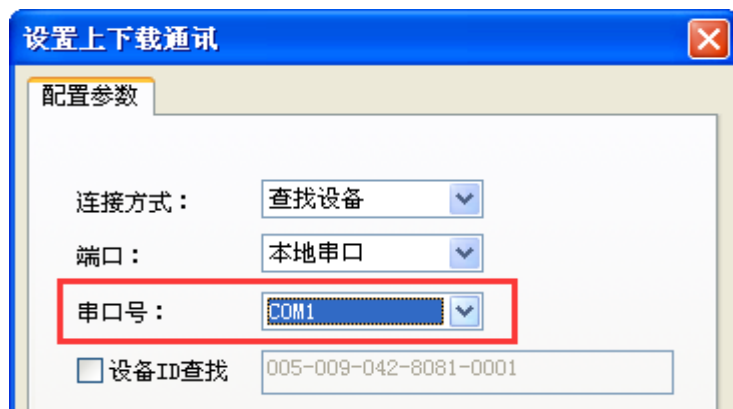 设置上下载通讯
配置参数
连接方式： 查找设备
端口： 本地串口
串口号： COM1
设备ID查找 005-009-042-8081-0001